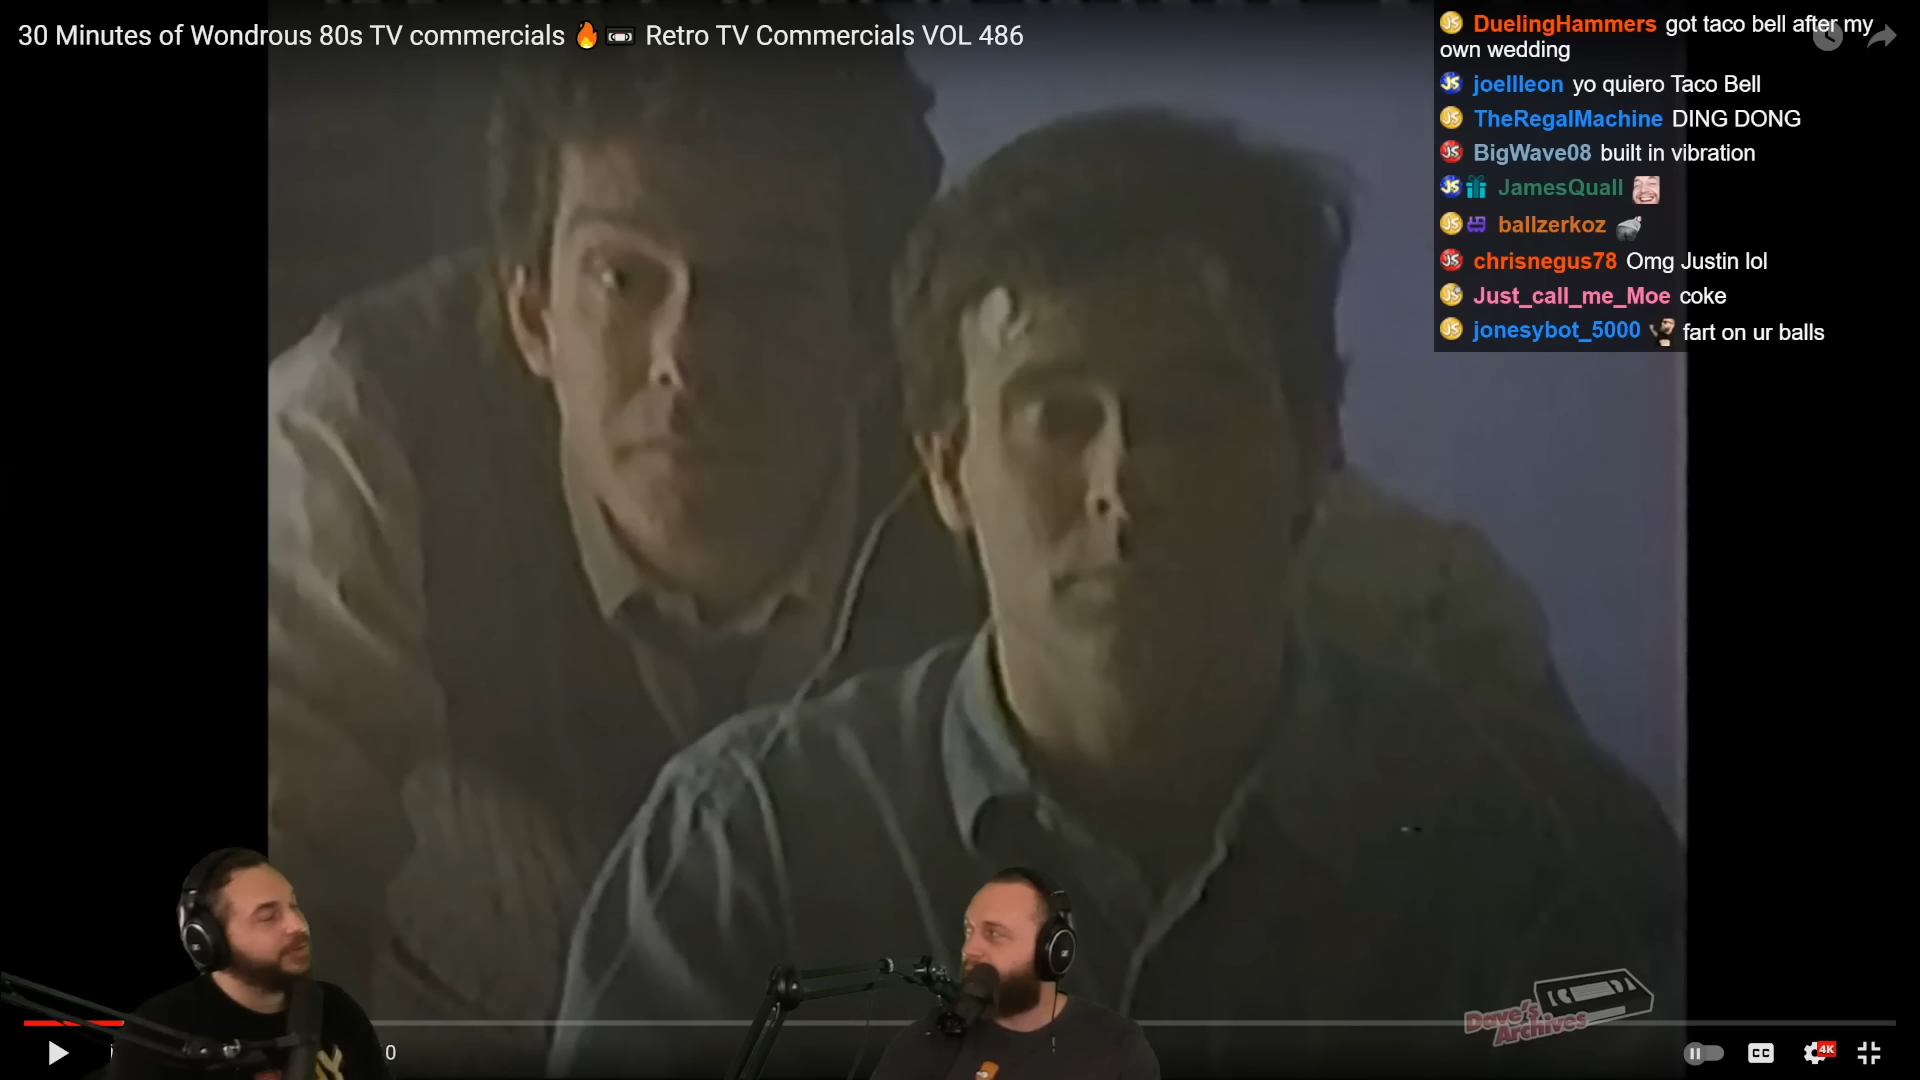 30 Minutes of Wondrous 80s TV commercials 🔥📼 Retro TV Commercials VOL 486
DuelingHammers got taco bell after my
own wedding
joellleon yo quiero Taco Bell
TheRegalMachine DING DONG
BigWave08 built in vibration
JamesQuall
ballzerkoz
chrisnegus78 Omg Justin lol
Just_call_me_Moe coke
jonesybot_5000 fart on ur balls
Dave's
Archives
0
CC
4K